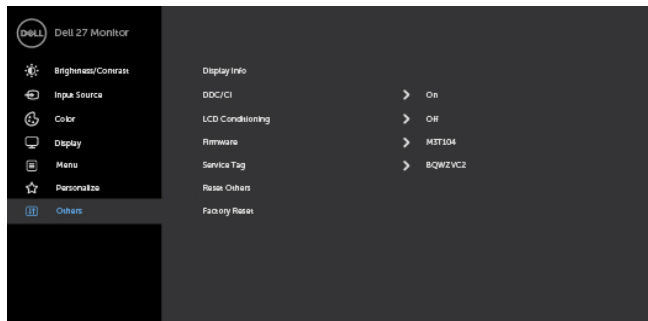 DELL Dell 27 Monitor
Brightness/Contrast Display Info
Input Source DDC/CI On
Color LCD Conditioning Off
Display Firmware M3T104
Menu Service Tag BQWZVC2
Personalize Reset Others
Others Factory Reset